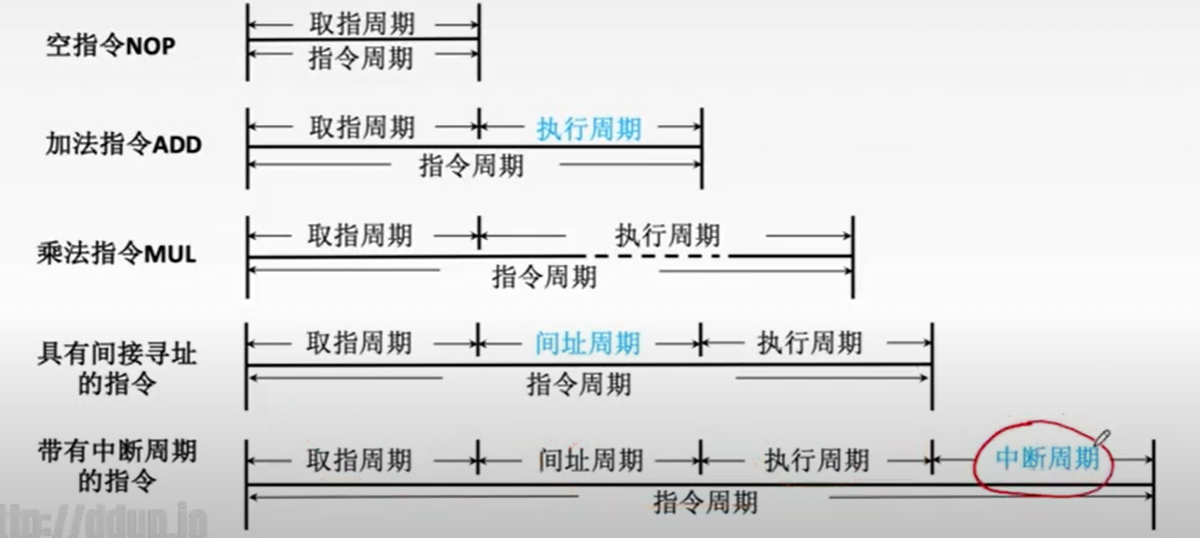 空指令NOP
取指周期
指令周期
加法指令ADD
取指周期 执行周期
指令周期
乘法指令MUL
取指周期 执行周期
指令周期
具有间接寻址
的指令
取指周期 间址周期 执行周期
指令周期
带有中断周期
的指令
取指周期 间址周期 执行周期 中断周期
指令周期